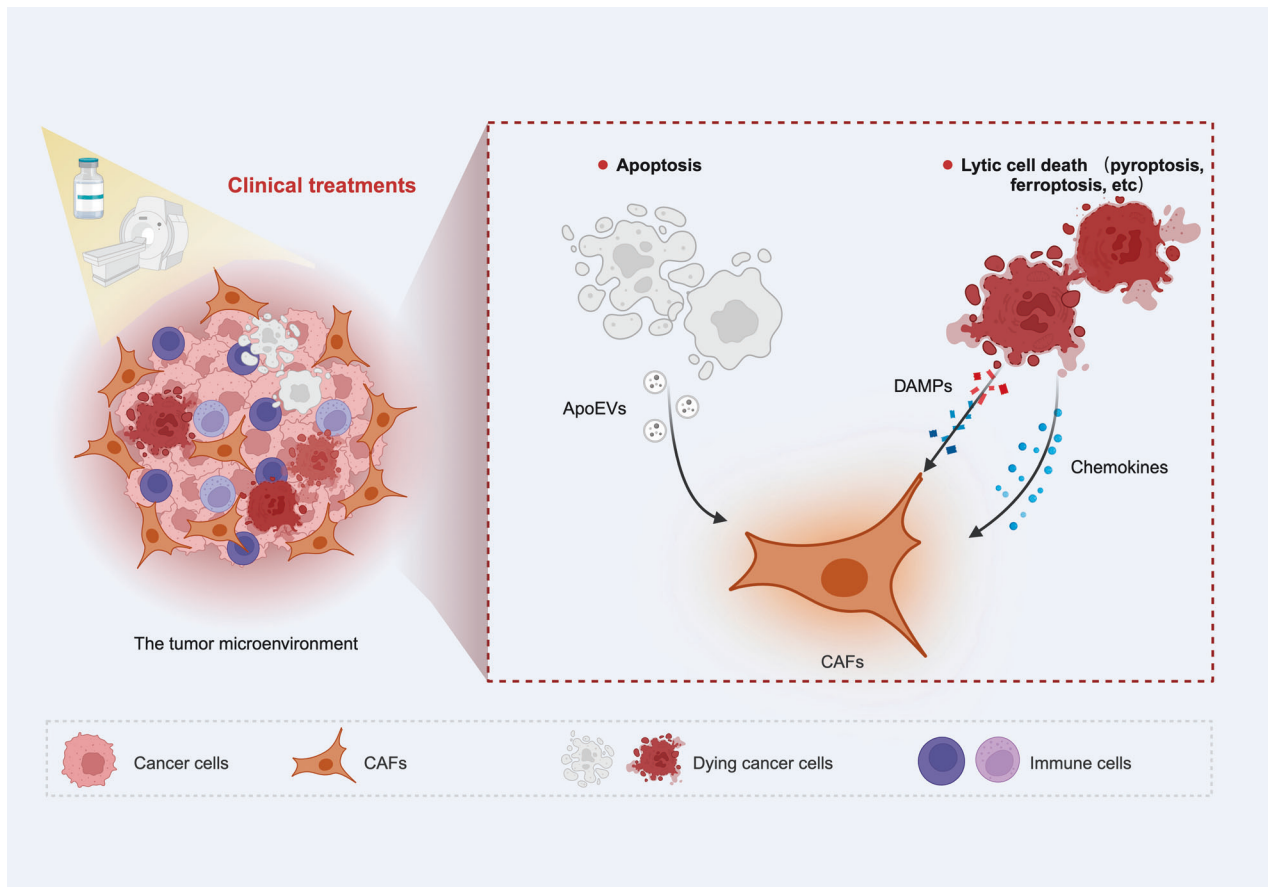 Clinical treatments
The tumor microenvironment
Apoptosis
Lytic cell death （pyroptosis,
ferroptosis, etc）
ApoEVs
DAMPs
Chemokines
CAFs
Cancer cells
CAFs
Dying cancer cells
Immune cells